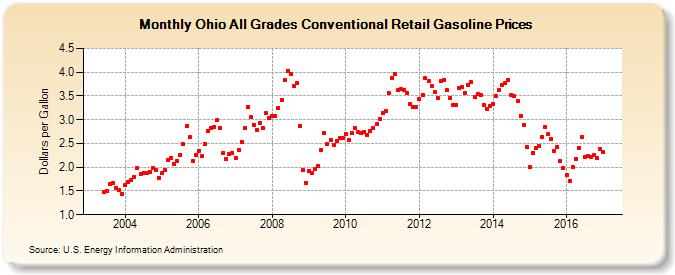 Monthly Ohio All Grades Conventional Retail Gasoline Prices
Dollars per Gallon
4.5
4.0
3.5
3.0
2.5
2.0
1.5
1.0
2004 2006 2008 2010 2012 2014 2016
Source: U.S. Energy Information Administration